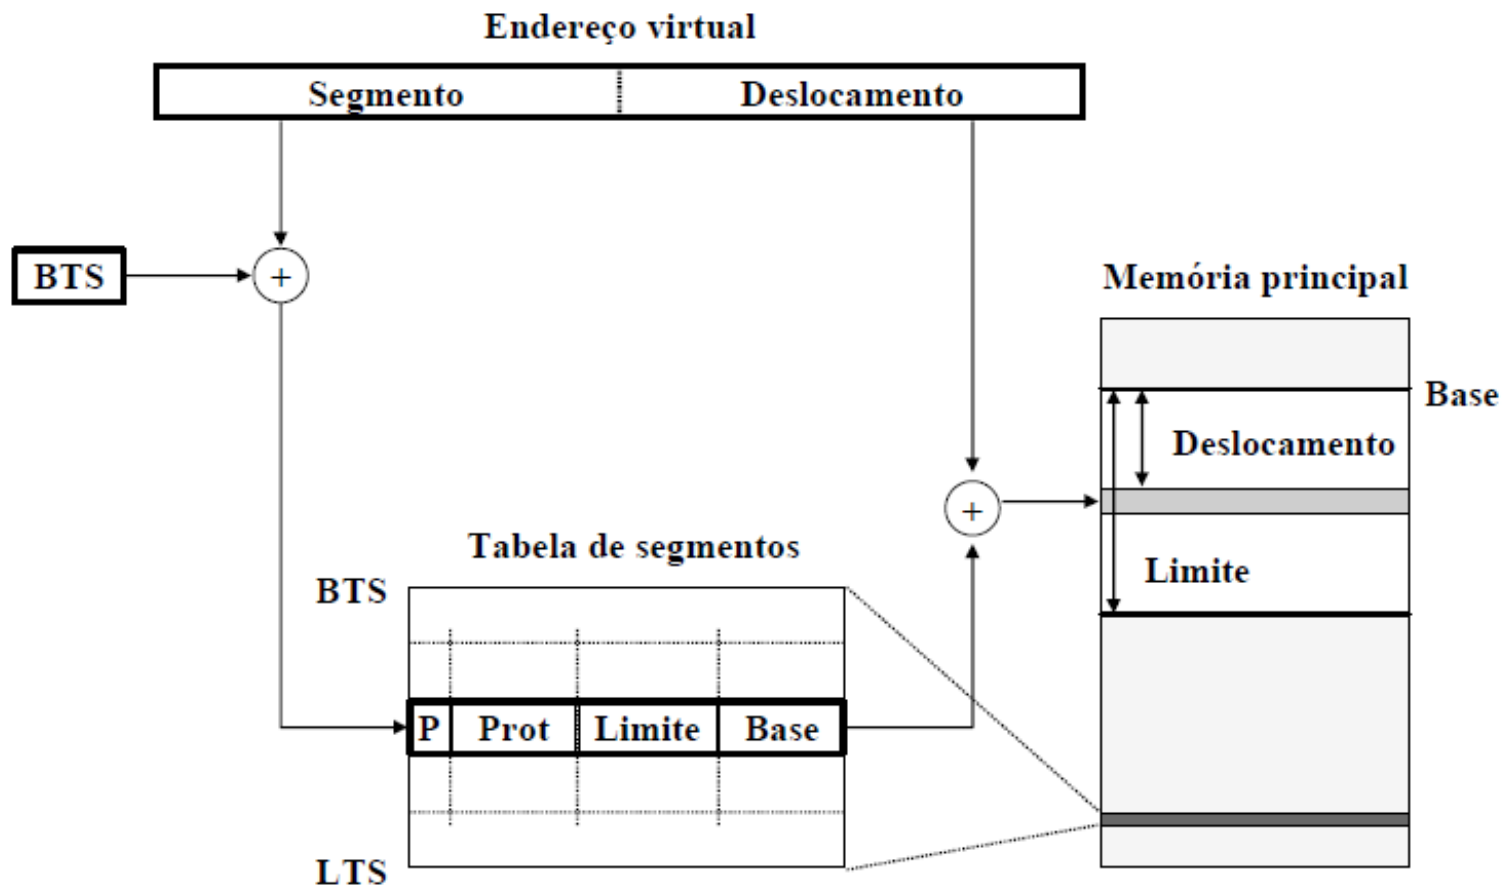 Endereço virtual
Segmento
Deslocamento
BTS
+
Memória principal
Base
Deslocamento
+
Limite
Tabela de segmentos
BTS
P
Prot
Limite
Base
LTS